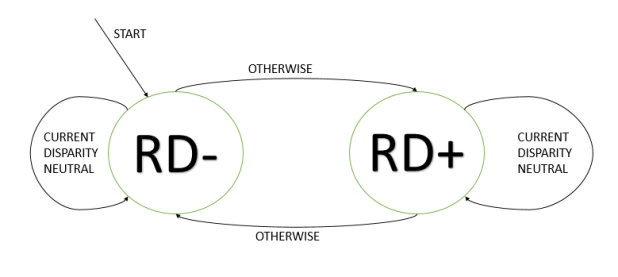 START
OTHERWISE
CURRENT
DISPARITY
NEUTRAL
RD-
RD+
CURRENT
DISPARITY
NEUTRAL
OTHERWISE